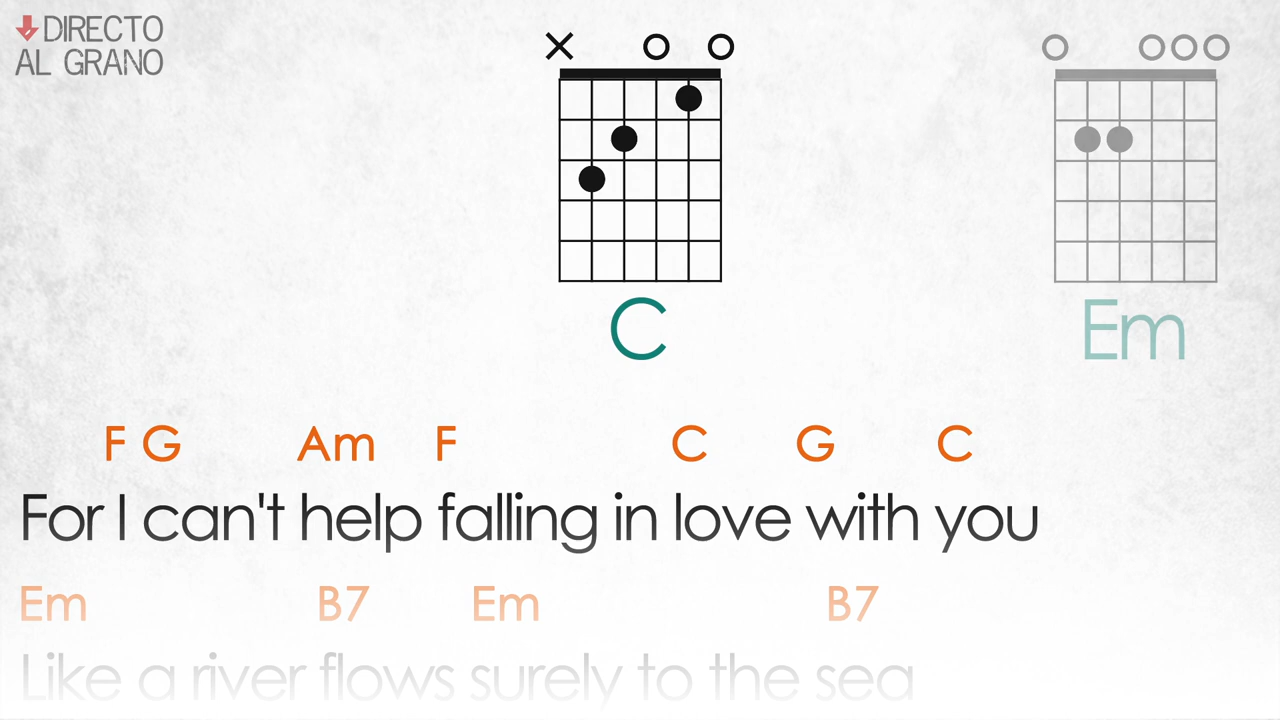 DIRECTO
AL GRANO
C
Em
F G Am F C G C
For I can't help falling in love with you
Em B7 Em B7
Like a river flows surely to the sea